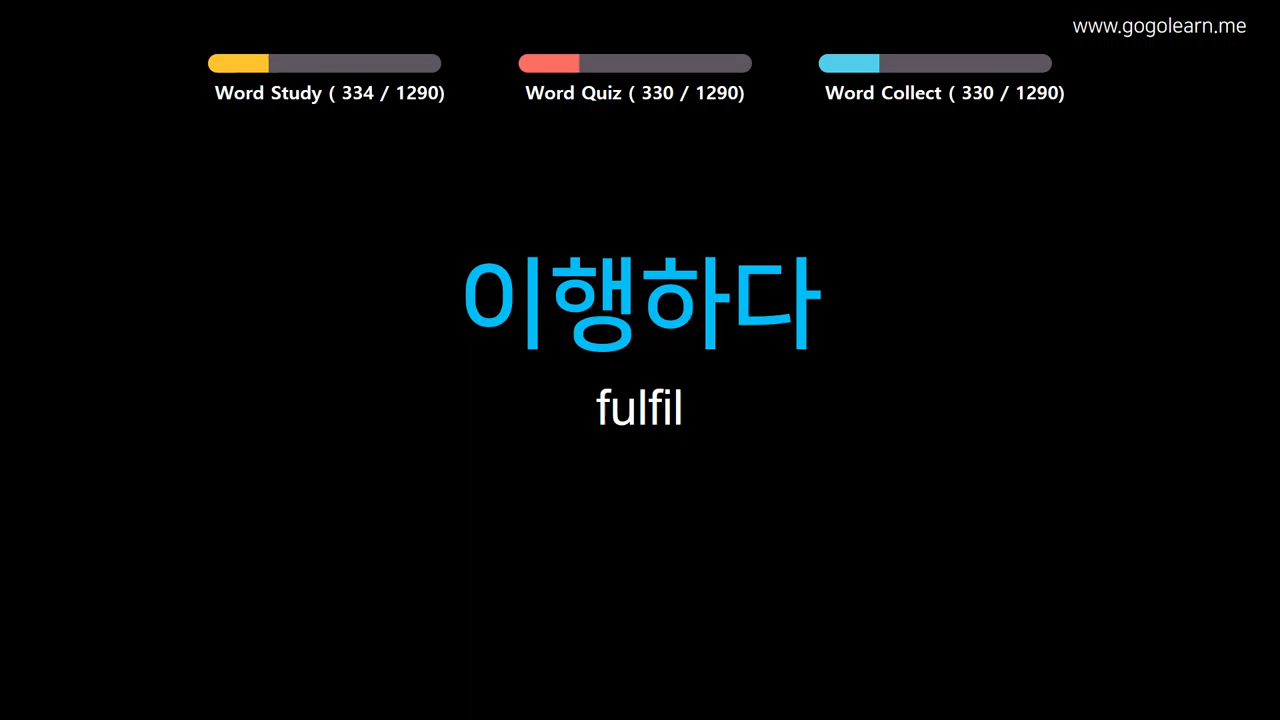 www.gogolearn.me
Word Study ( 334 / 1290)
Word Quiz ( 330 / 1290)
Word Collect ( 330 / 1290)
이행하다
fulfil